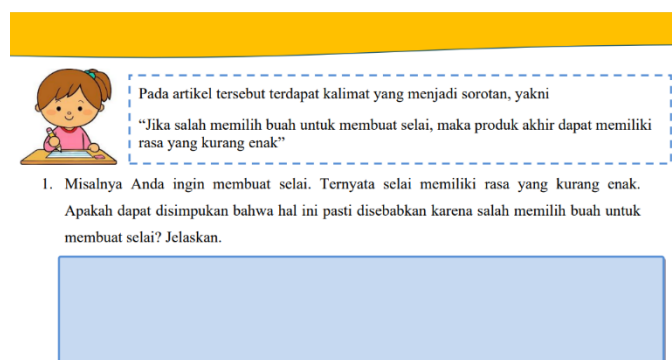 Pada artikel tersebut terdapat kalimat yang menjadi sorotan, yakni
“Jika salah memilih buah untuk membuat selai, maka produk akhir dapat memiliki
rasa yang kurang enak”
1. Misalnya Anda ingin membuat selai. Ternyata selai memiliki rasa yang kurang enak.
Apakah dapat disimpukan bahwa hal ini pasti disebabkan karena salah memilih buah untuk
membuat selai? Jelaskan.